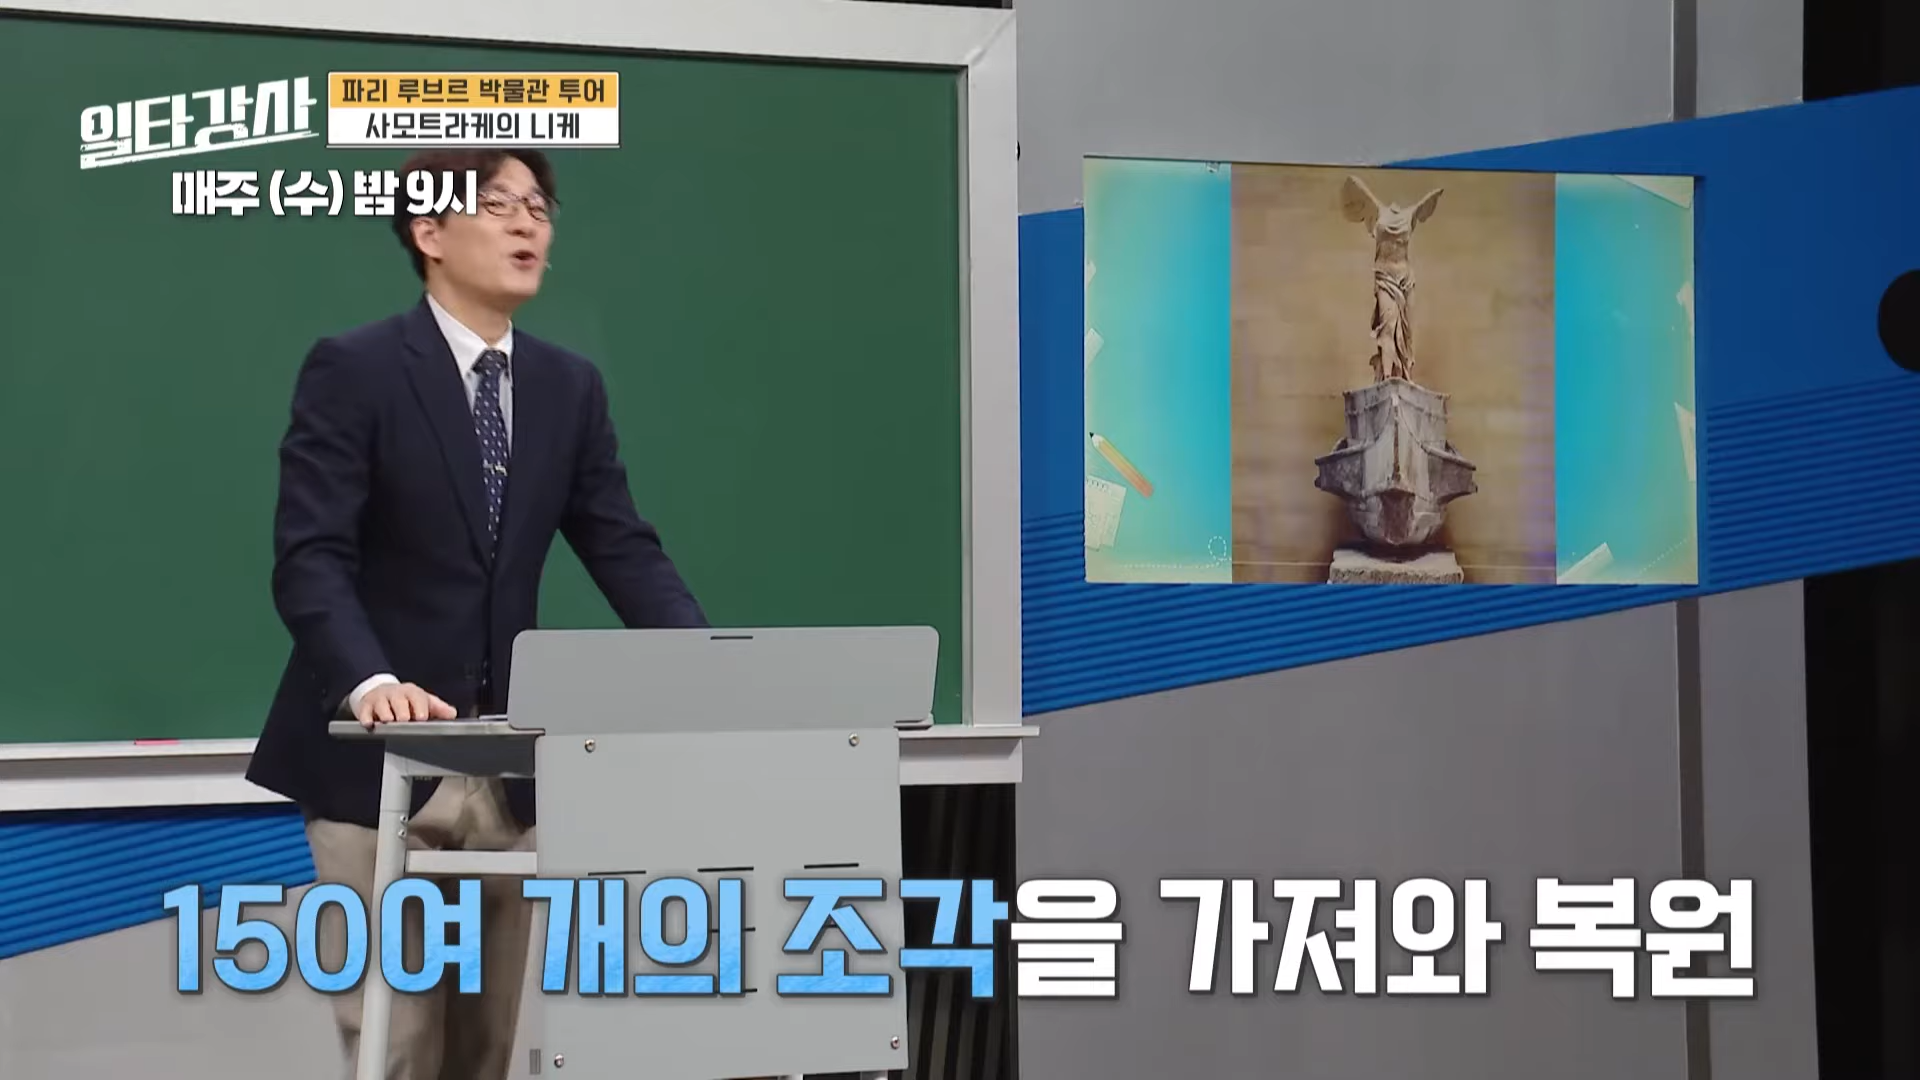 일타강사
파리 루브르 박물관 투어
사모트라케의 니케
매주 (수) 밤 9시
150여 개의 조각을 가져와 복원